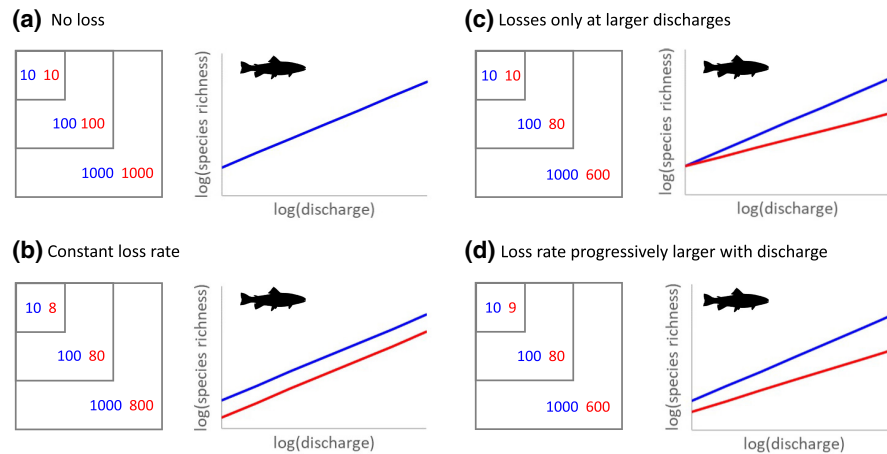 (a) No loss
10 10
100 100
1000 1000
log(species richness)
log(discharge)
(b) Constant loss rate
10 8
100 80
1000 800
log(species richness)
log(discharge)
(c) Losses only at larger discharges
10 10
100 80
1000 600
log(species richness)
log(discharge)
(d) Loss rate progressively larger with discharge
10 9
100 80
1000 600
log(species richness)
log(discharge)